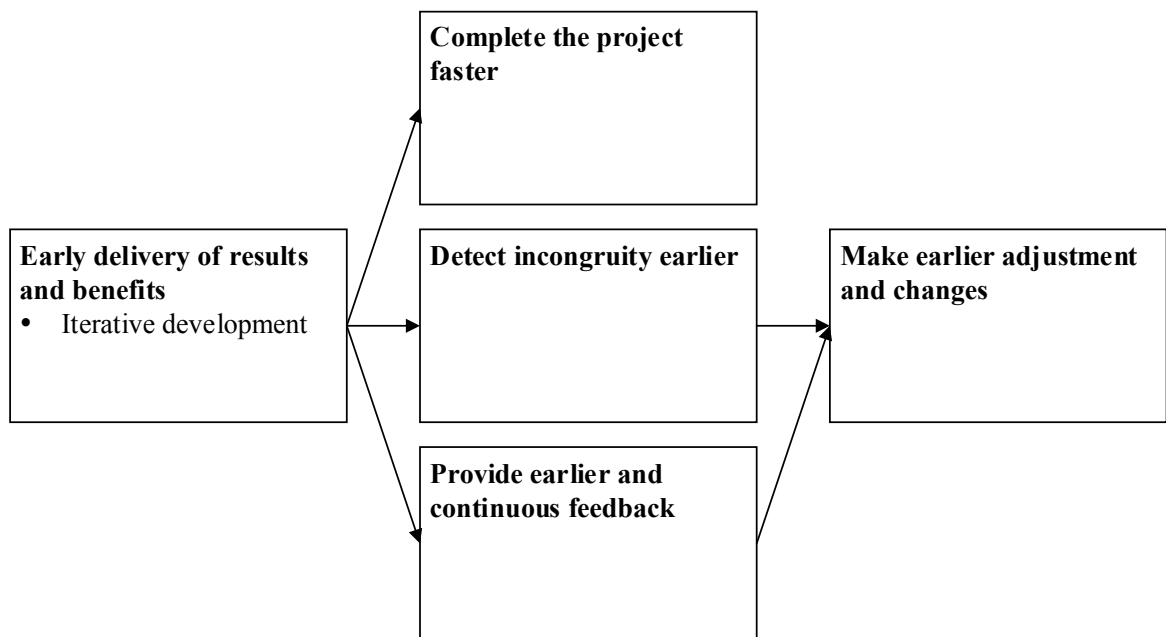 Complete the project
faster
Early delivery of results
and benefits
• Iterative development
Detect incongruity earlier
Make earlier adjustment
and changes
Provide earlier and
continuous feedback